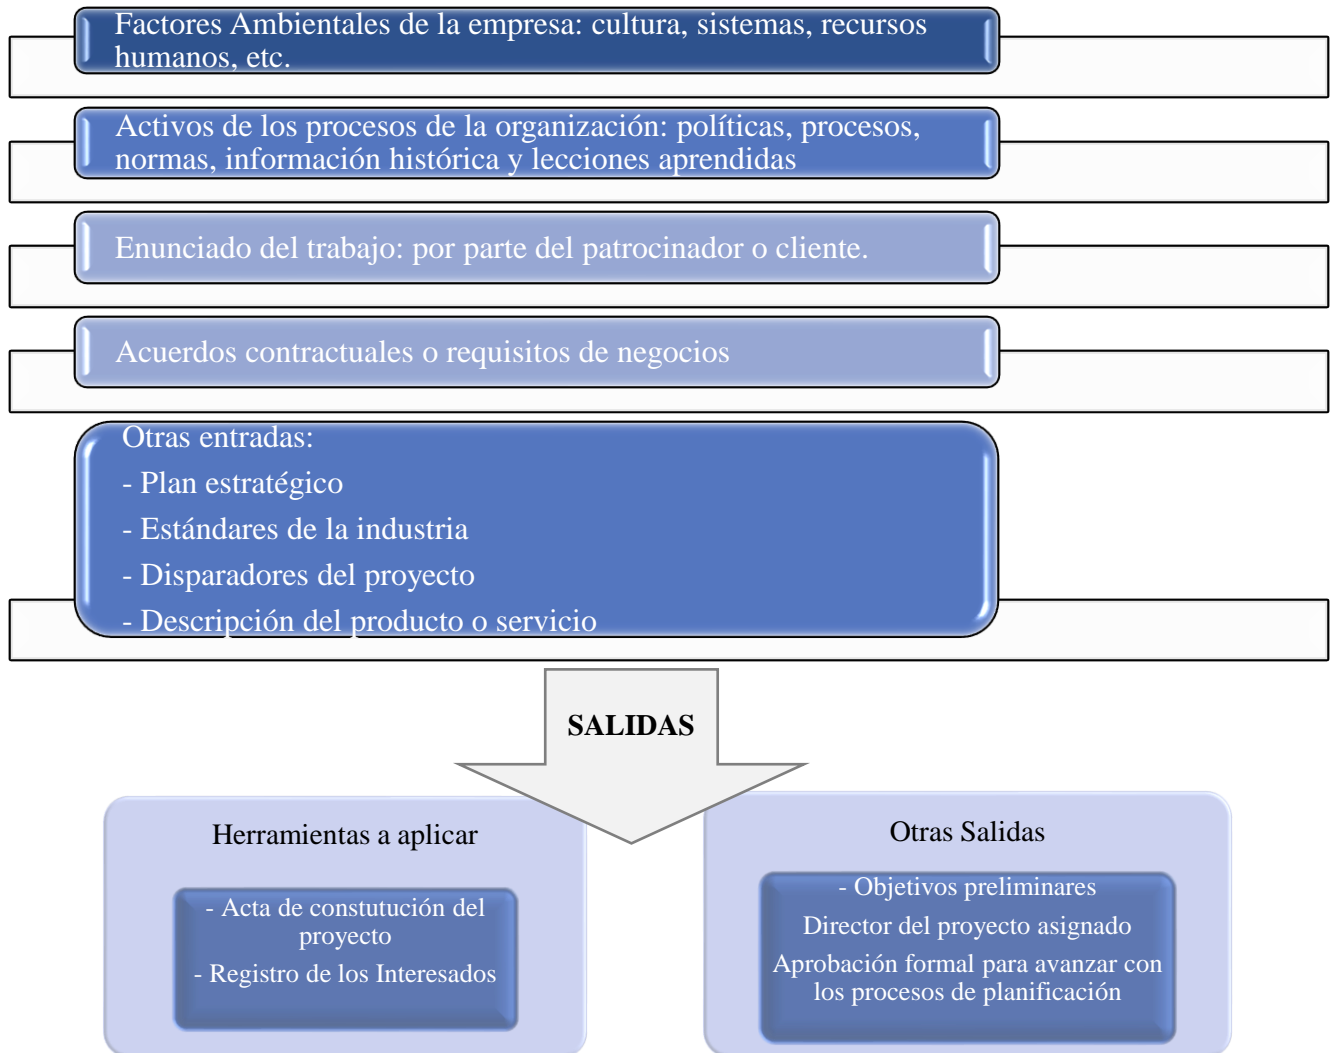 Factores Ambientales de la empresa: cultura, sistemas, recursos
humanos, etc.
Activos de los procesos de la organización: políticas, procesos,
normas, información histórica y lecciones aprendidas
Enunciado del trabajo: por parte del patrocinador o cliente.
Acuerdos contractuales o requisitos de negocios
Otras entradas:
- Plan estratégico
- Estándares de la industria
- Disparadores del proyecto
- Descripción del producto o servicio
SALIDAS
Herramientas a aplicar
- Acta de constutución del
proyecto
- Registro de los Interesados
Otras Salidas
- Objetivos preliminares
Director del proyecto asignado
Aprobación formal para avanzar con
los procesos de planificación